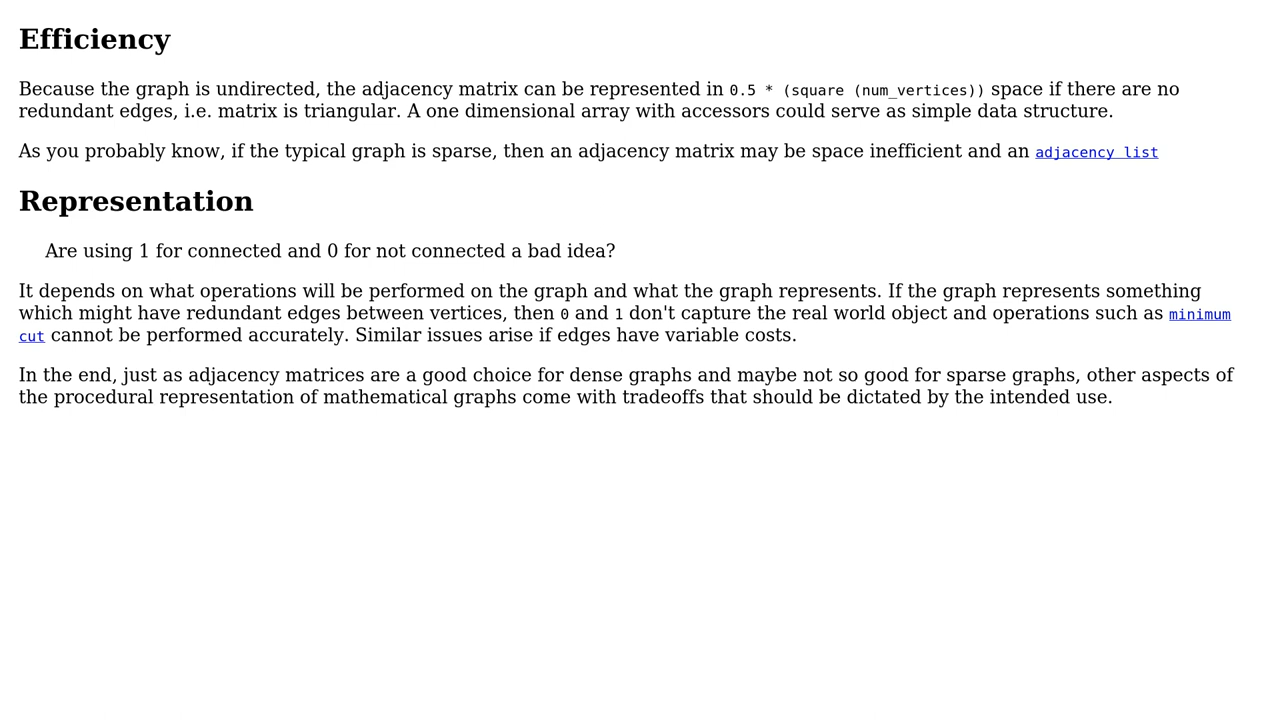 Efficiency
Because the graph is undirected, the adjacency matrix can be represented in 0.5 * (square (num_vertices)) space if there are no
redundant edges, i.e. matrix is triangular. A one dimensional array with accessors could serve as simple data structure.
As you probably know, if the typical graph is sparse, then an adjacency matrix may be space inefficient and an adjacency list
Representation
Are using 1 for connected and 0 for not connected a bad idea?
It depends on what operations will be performed on the graph and what the graph represents. If the graph represents something
which might have redundant edges between vertices, then 0 and 1 don't capture the real world object and operations such as minimum
cut cannot be performed accurately. Similar issues arise if edges have variable costs.
In the end, just as adjacency matrices are a good choice for dense graphs and maybe not so good for sparse graphs, other aspects of
the procedural representation of mathematical graphs come with tradeoffs that should be dictated by the intended use.